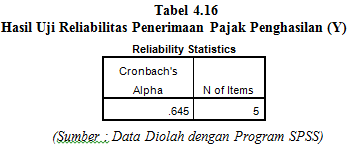 Tabel 4.16
Hasil Uji Reliabilitas Penerimaan Pajak Penghasilan (Y)
Reliability Statistics
Cronbach's
Alpha N of Items
.645 5
(Sumber : Data Diolah dengan Program SPSS)